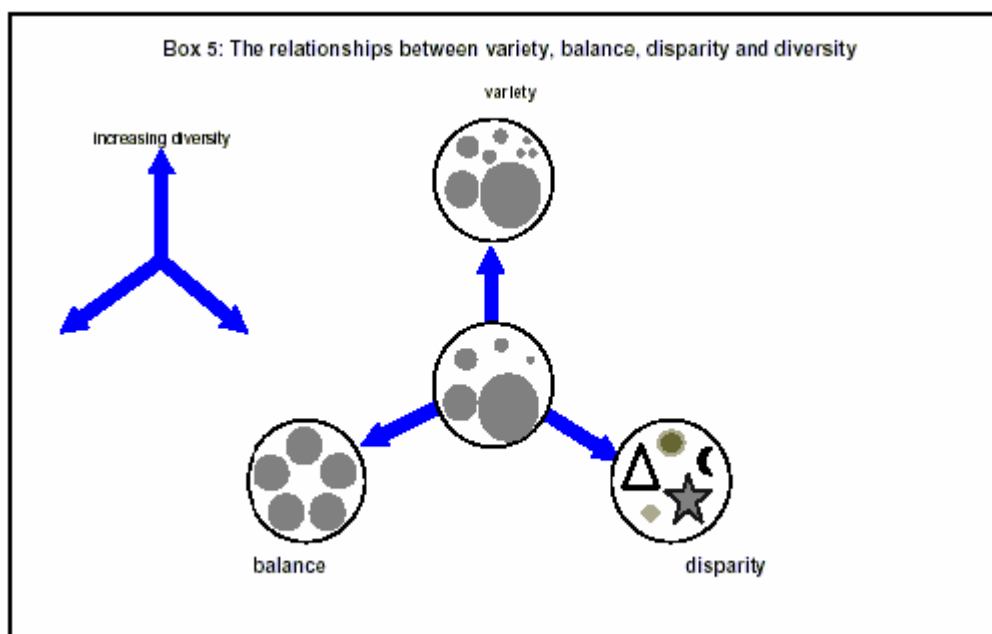 Box 5: The relationships between variety, balance, disparity and diversity
variety
increasing diversity
balance
disparity